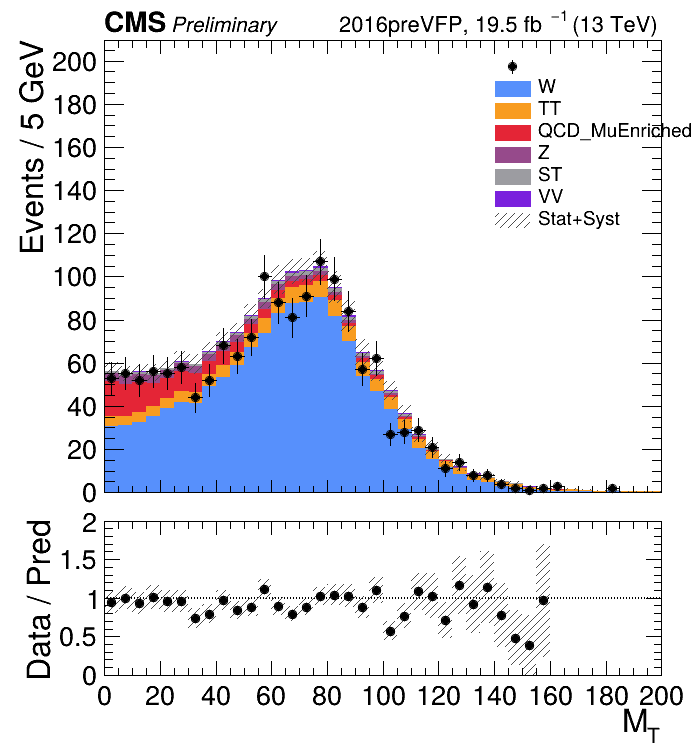 CMS Preliminary 2016preVFP, 19.5 fb⁻¹ (13 TeV)
Events / 5 GeV
200
180
160
140
120
100
80
60
40
20
0
W
TT
QCD_MuEnriched
Z
ST
VV
Stat+Syst
Data / Pred
2
1.5
1
0.5
0
0 20 40 60 80 100 120 140 160 180 200
M_T